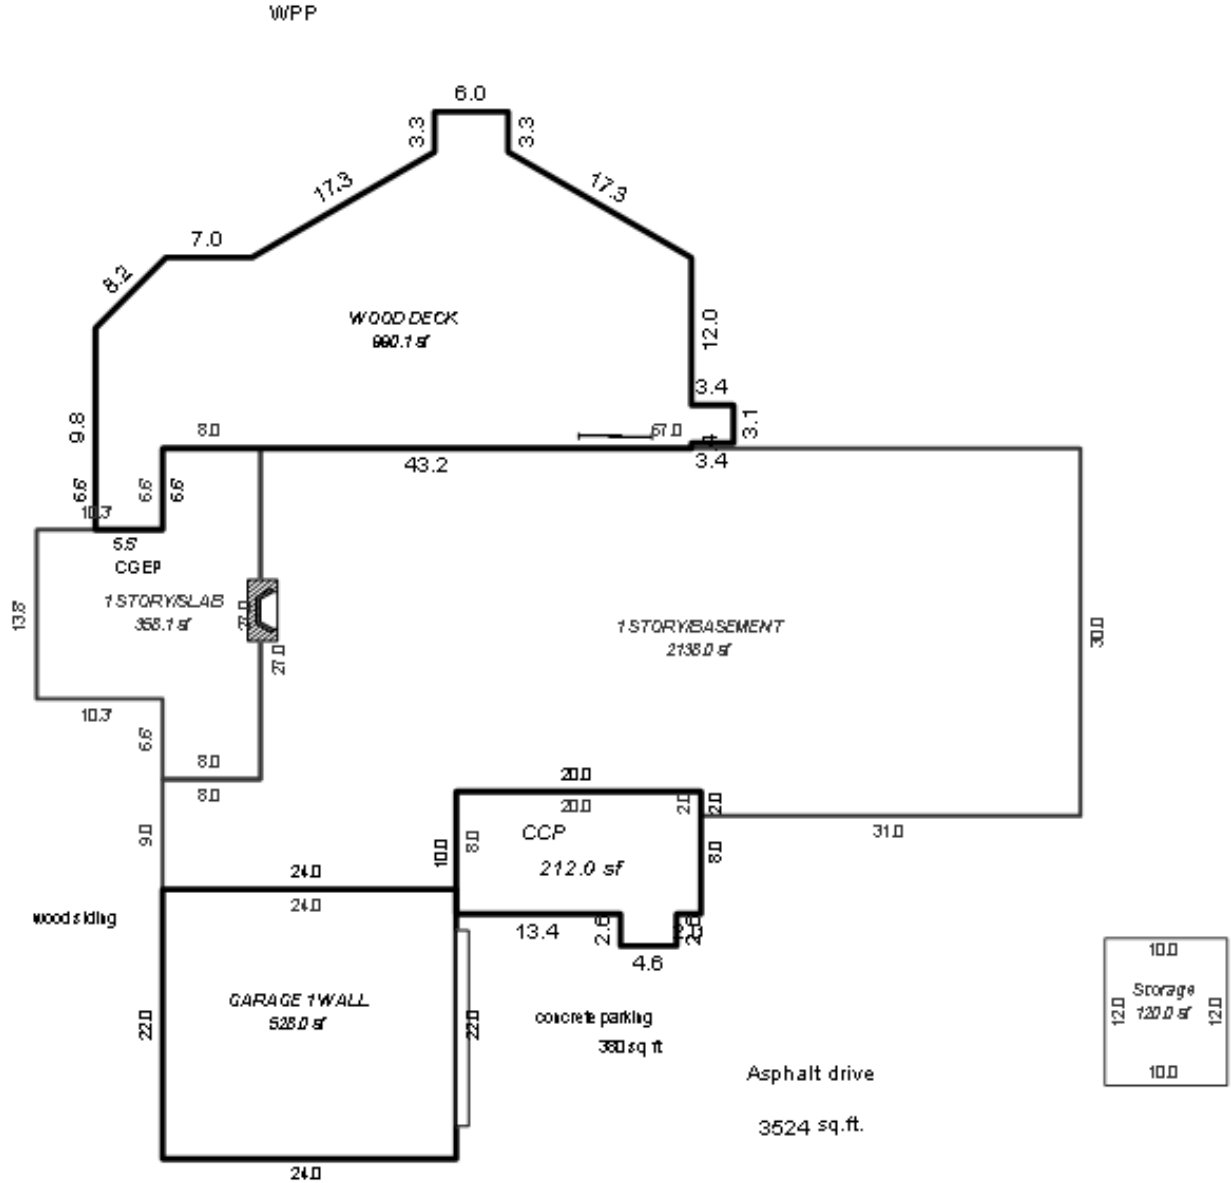 WPP
6.0
3.3
3.3
17.3
17.3
7.0
8.2
WOOD DECK
990.1 sf
12.0
3.4
9.8
8.0
67.0
3.1
43.2
3.4
6.6'
6.6'
6.6'
10.3'
5.5'
CGEP
13.8'
1 STORY/SLAB
358.1 sf
27.0
27.0
1 STORY/BASEMENT
2136.0 sf
30.0
10.3'
6.6'
8.0
8.0
20.0
20.0
2.0
2.0
9.0
10.0
8.0
CCP
212.0 sf
8.0
31.0
24.0
24.0
wood siding
13.4
2.6
2.6
4.6
10.0
GARAGE 1 WALL
528.0 sf
22.0
22.0
concrete parking
380 sq ft
Storage
120.0 sf
12.0
12.0
10.0
Asphalt drive
3524 sq.ft.
24.0